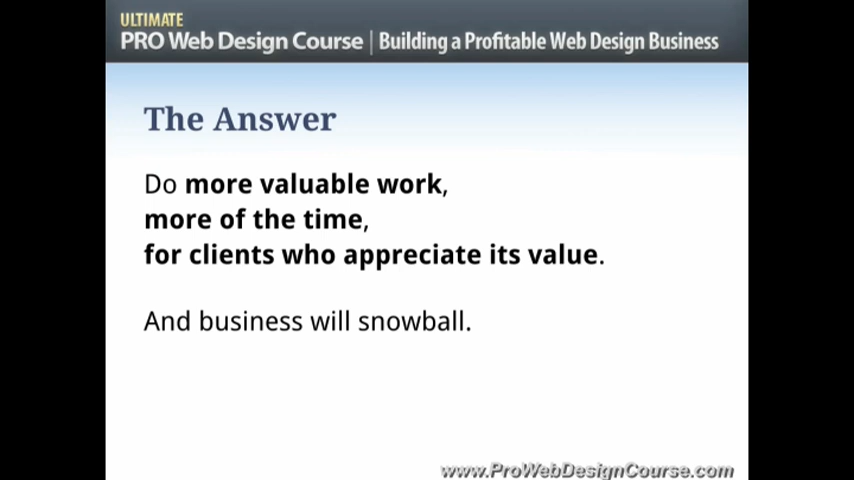 ULTIMATE
PRO Web Design Course | Building a Profitable Web Design Business
The Answer
Do more valuable work,
more of the time,
for clients who appreciate its value.
And business will snowball.
www.ProWebDesignCourse.com